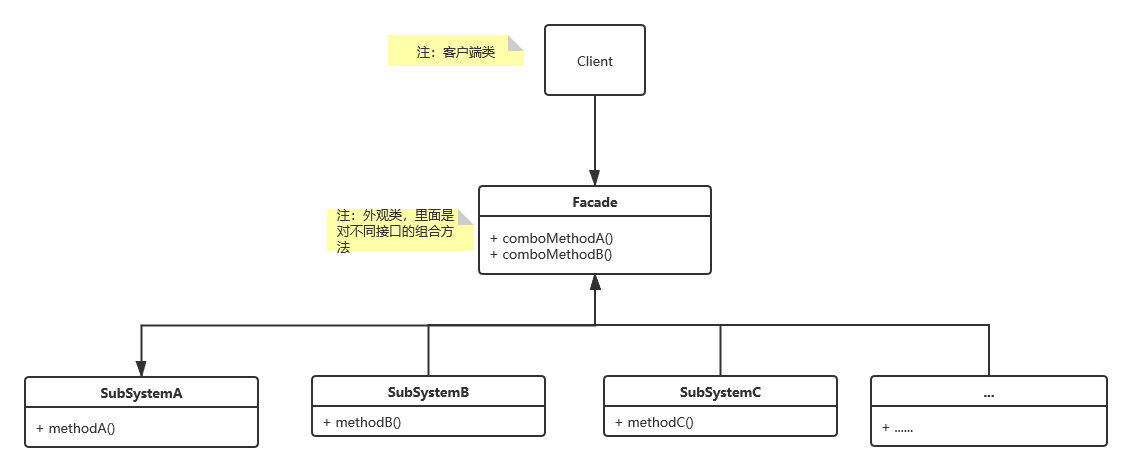 注：客户端类
Client
Facade
注：外观类，里面是
对不同接口的组合方
法
+ comboMethodA()
+ comboMethodB()
SubSystemA
+ methodA()
SubSystemB
+ methodB()
SubSystemC
+ methodC()
...
+ ......